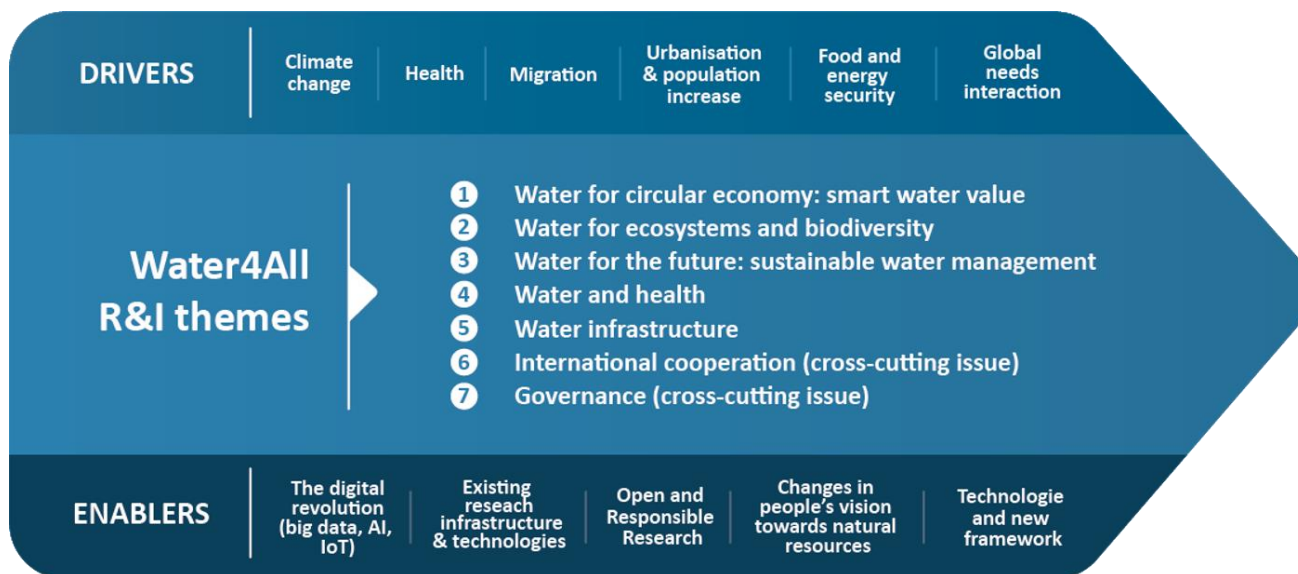 DRIVERS
Climate
change
Health
Migration
Urbanisation
& population
increase
Food and
energy
security
Global
needs
interaction
Water4All
R&I themes
1 Water for circular economy: smart water value
2 Water for ecosystems and biodiversity
3 Water for the future: sustainable water management
4 Water and health
5 Water infrastructure
6 International cooperation (cross-cutting issue)
7 Governance (cross-cutting issue)
ENABLERS
The digital
revolution
(big data, AI,
IoT)
Existing
reseach
infrastructure
& technologies
Open and
Responsible
Research
Changes in
people's vision
towards natural
resources
Technologie
and new
framework